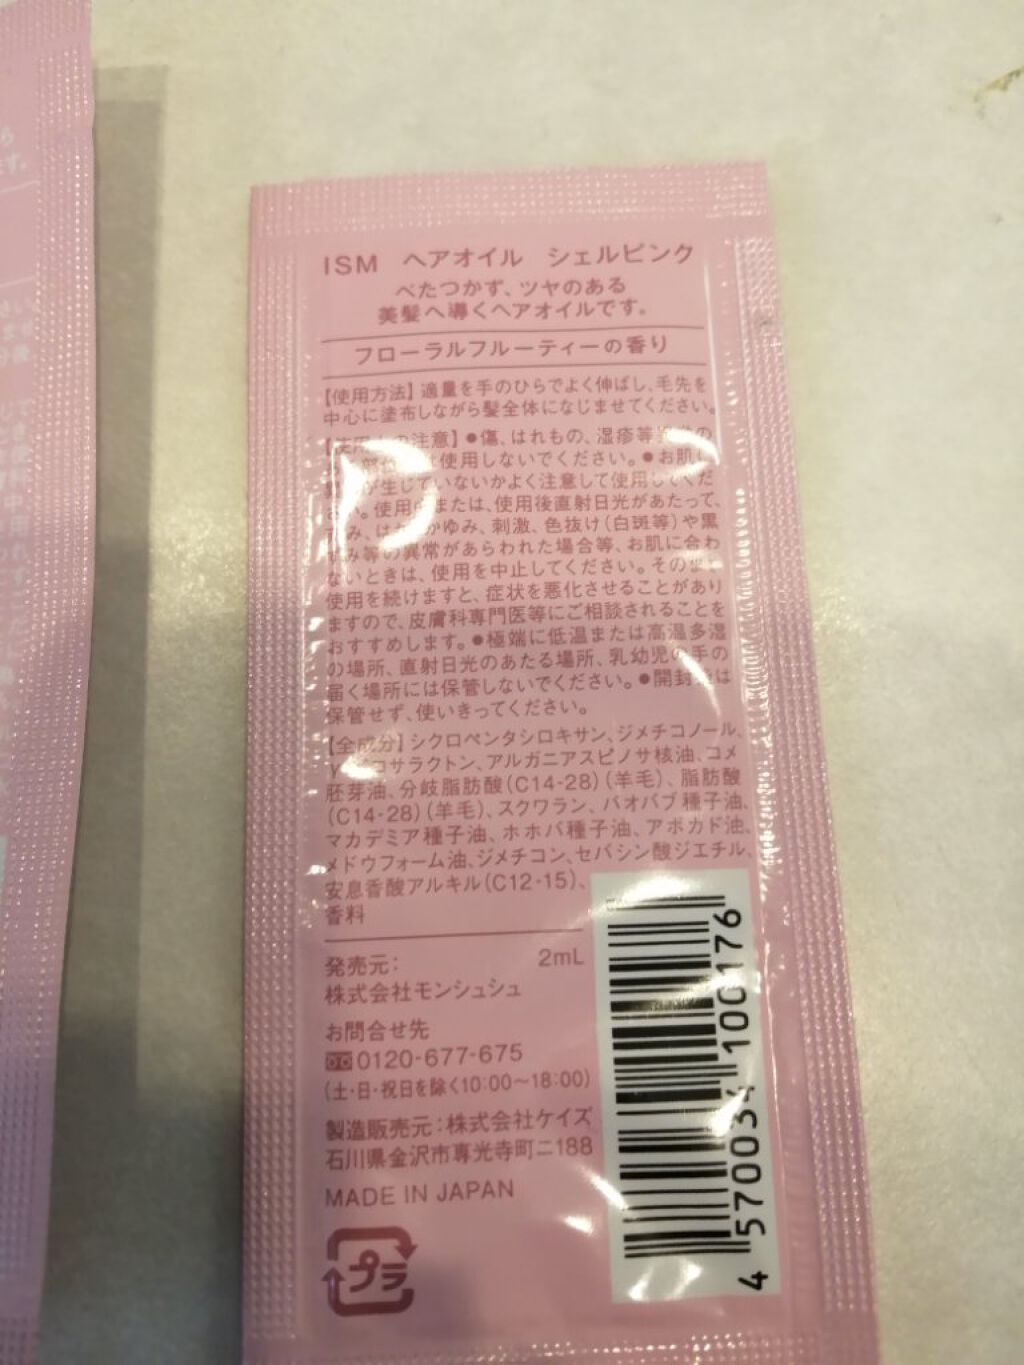 ISM ヘアオイル シェルピンク
べたつかず、ツヤのある
美髪へ導くヘアオイルです。
フローラルフルーティーの香り
【使用方法】適量を手のひらでよく伸ばし、毛先を
中心に塗布しながら髪全体になじませてください。
注意】●傷、はれもの、湿疹等
使用しないでください。●お肌に
が生じていないかよく注意して使用してくだ
さい。使用中または、使用後直射日光があたって、
かゆみ、刺激、色抜け(白斑等)や黒
ずみ等の異常があらわれた場合等、お肌に合わ
ないときは、使用を中止してください。そのまま
使用を続けますと、症状を悪化させることがあり
ますので、皮膚科専門医等にご相談されることを
おすすめします。●極端に低温または高温多湿
の場所、直射日光のあたる場所、乳幼児の手の
届く場所には保管しないでください。●開封後は
保管せず、使いきってください。
【全成分】シクロペンタシロキサン、ジメチコノール、
コサラクトン、アルガニアスピノサ核油、コメ
胚芽油、分岐脂肪酸(C14-28)(羊毛)、脂肪酸
(C14-28)(羊毛)、スクワラン、バオバブ種子油、
マカデミア種子油、ホホバ種子油、アボカド油、
メドウフォーム油、ジメチコン、セバシン酸ジエチル、
安息香酸アルキル(C12-15)、
香料
発売元: 2mL
株式会社モンシュシュ
お問合せ先
0120-677-675
(土・日・祝日を除く10:00〜18:00)
製造販売元:株式会社ケイズ
石川県金沢市専光寺町ニ188
MADE IN JAPAN
プラ
4 570034 100176